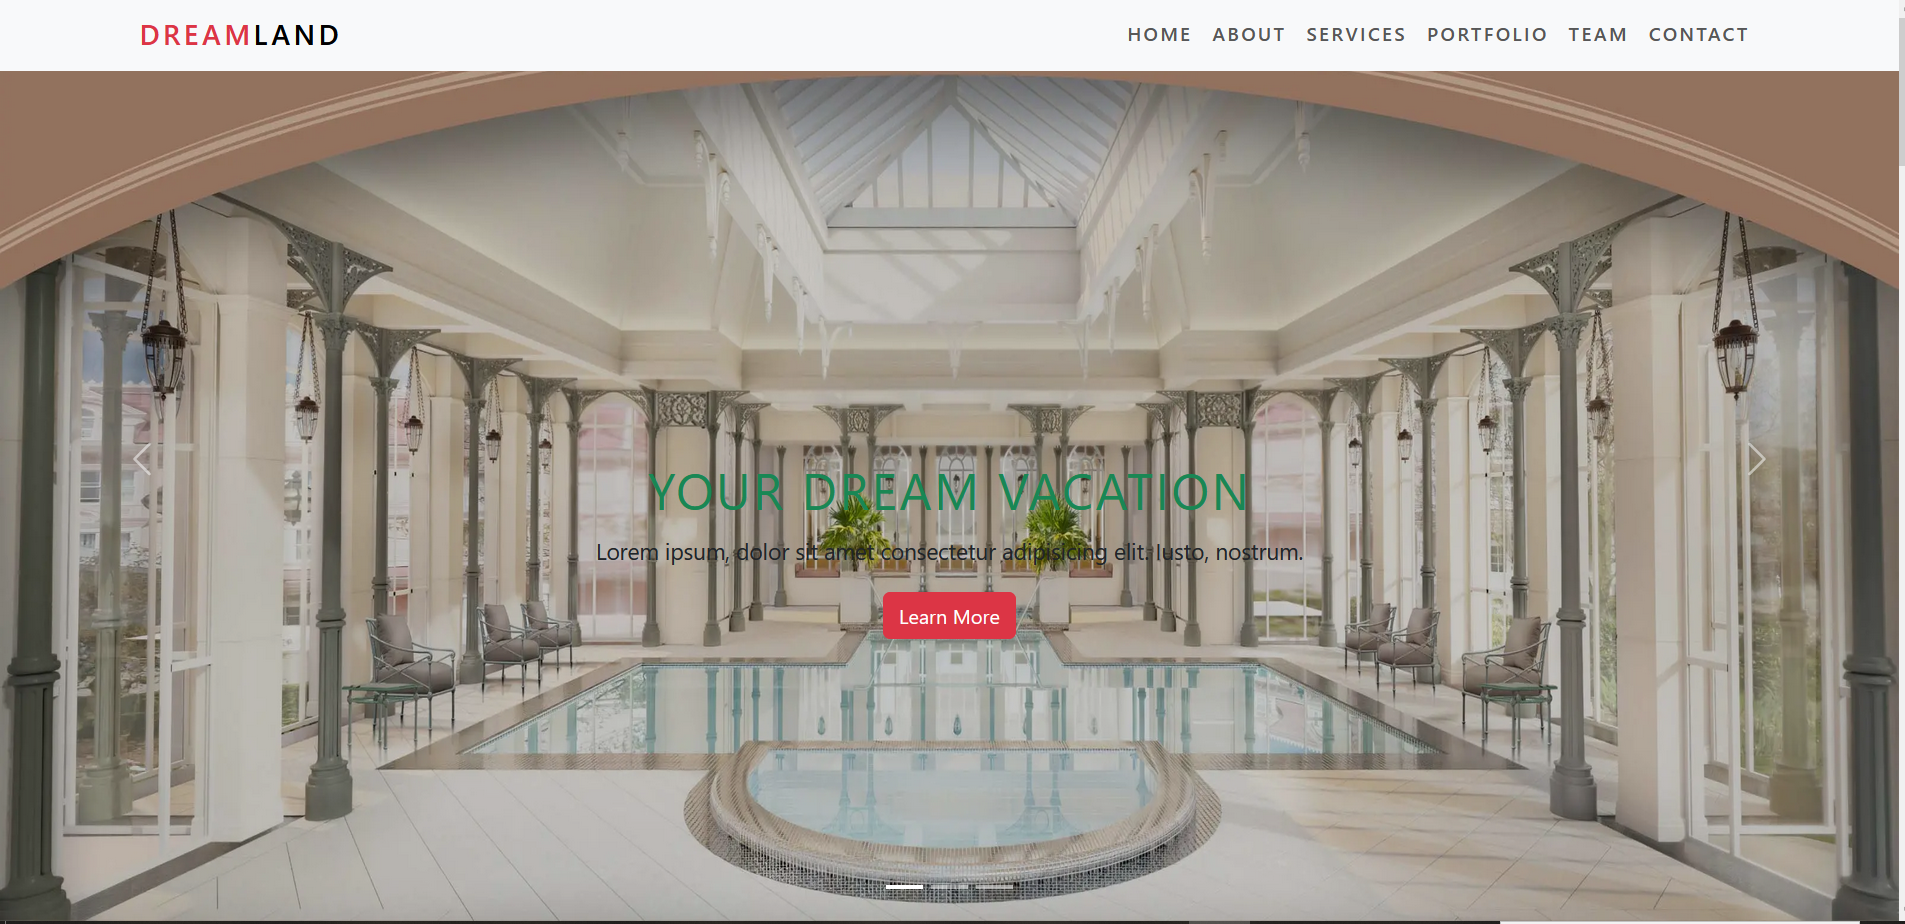 DREAMLAND
HOME ABOUT SERVICES PORTFOLIO TEAM CONTACT
YOUR DREAM VACATION
Lorem ipsum, dolor sit amet consectetur adipisicing elit. Iusto, nostrum.
Learn More